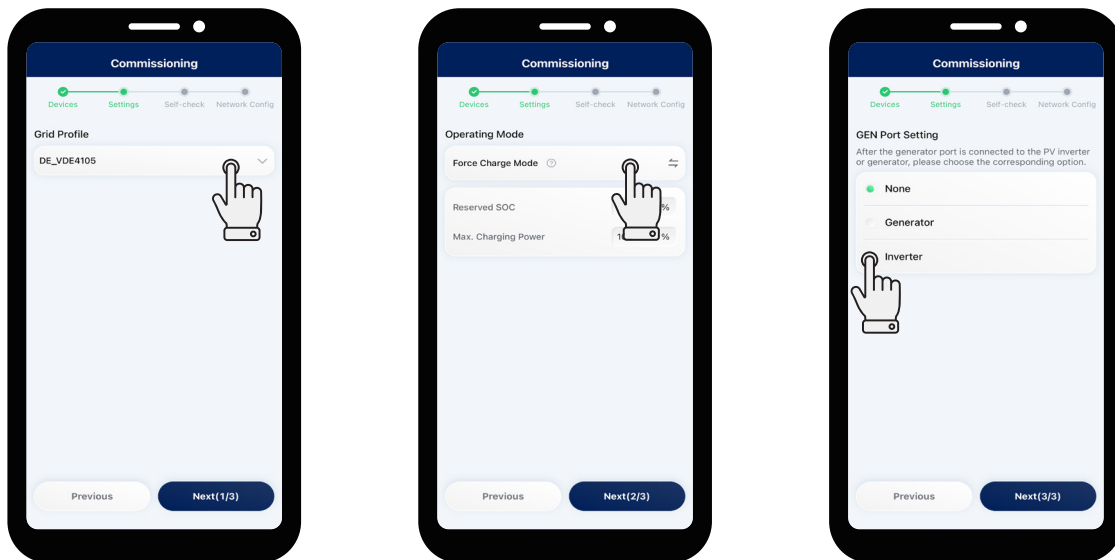 Commissioning
Devices Settings Self-check Network Config
Grid Profile
DE_VDE4105
Previous Next(1/3)
Commissioning
Devices Settings Self-check Network Config
Operating Mode
Force Charge Mode ?
Reserved SOC %
Max. Charging Power %
Previous Next(2/3)
Commissioning
Devices Settings Self-check Network Config
GEN Port Setting
After the generator port is connected to the PV inverter
or generator, please choose the corresponding option.
None
Generator
Inverter
Previous Next(3/3)